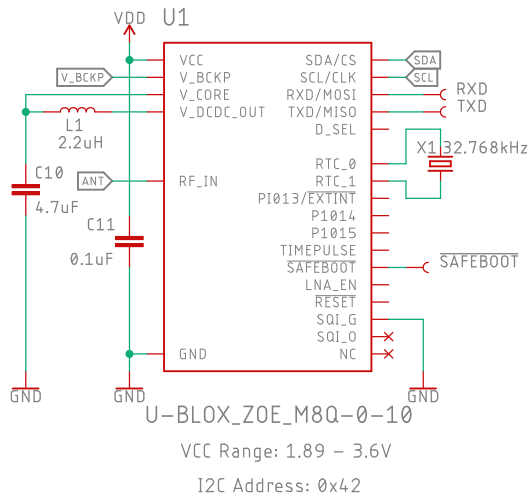 VDD
U1
VCC
V_BCKP
V_BCKP
V_CORE
V_DCDC_OUT
L1
2.2uH
C10
4.7uF
ANT
RF_IN
C11
0.1uF
GND
SDA/CS
SDA
SCL/CLK
SCL
RXD/MOSI
RXD
TXD/MISO
TXD
D_SEL
X1
32.768kHz
RTC_0
RTC_1
PI013/EXTINT
P1014
P1015
TIMEPULSE
SAFEBOOT
SAFEBOOT
LNA_EN
RESET
SQI_G
SQI_O
NC
GND
GND
GND
U-BLOX_ZOE_M8Q-0-10
VCC Range: 1.89 – 3.6V
I2C Address: 0x42